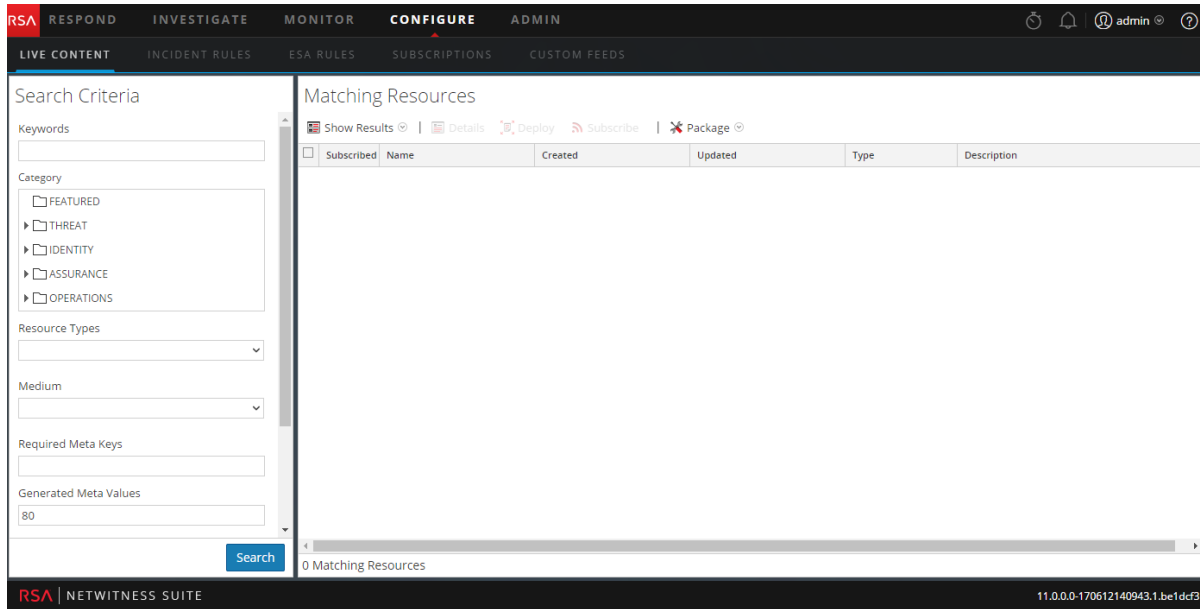 RSA RESPOND INVESTIGATE MONITOR CONFIGURE ADMIN admin
LIVE CONTENT INCIDENT RULES ESA RULES SUBSCRIPTIONS CUSTOM FEEDS
Search Criteria
Keywords
Category
FEATURED
THREAT
IDENTITY
ASSURANCE
OPERATIONS
Resource Types
Medium
Required Meta Keys
Generated Meta Values
80
Search
Matching Resources
Show Results | Details Deploy Subscribe | Package
Subscribed Name Created Updated Type Description
0 Matching Resources
RSA | NETWITNESS SUITE 11.0.0.0-170612140943.1.be1dcf3